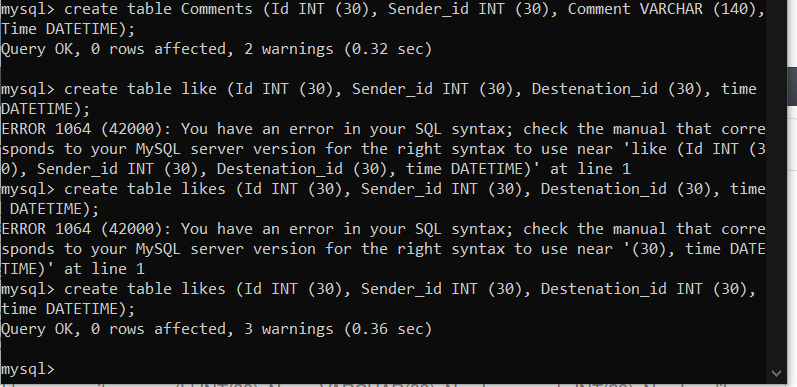 mysql> create table Comments (Id INT (30), Sender_id INT (30), Comment VARCHAR (140),
Time DATETIME);
Query OK, 0 rows affected, 2 warnings (0.32 sec)
mysql> create table like (Id INT (30), Sender_id INT (30), Destenation_id (30), time
DATETIME);
ERROR 1064 (42000): You have an error in your SQL syntax; check the manual that corre
sponds to your MySQL server version for the right syntax to use near 'like (Id INT (3
0), Sender_id INT (30), Destenation_id (30), time DATETIME)' at line 1
mysql> create table likes (Id INT (30), Sender_id INT (30), Destenation_id (30), time
 DATETIME);
ERROR 1064 (42000): You have an error in your SQL syntax; check the manual that corre
sponds to your MySQL server version for the right syntax to use near '(30), time DATE
TIME)' at line 1
mysql> create table likes (Id INT (30), Sender_id INT (30), Destenation_id INT (30),
time DATETIME);
Query OK, 0 rows affected, 3 warnings (0.36 sec)
mysql>